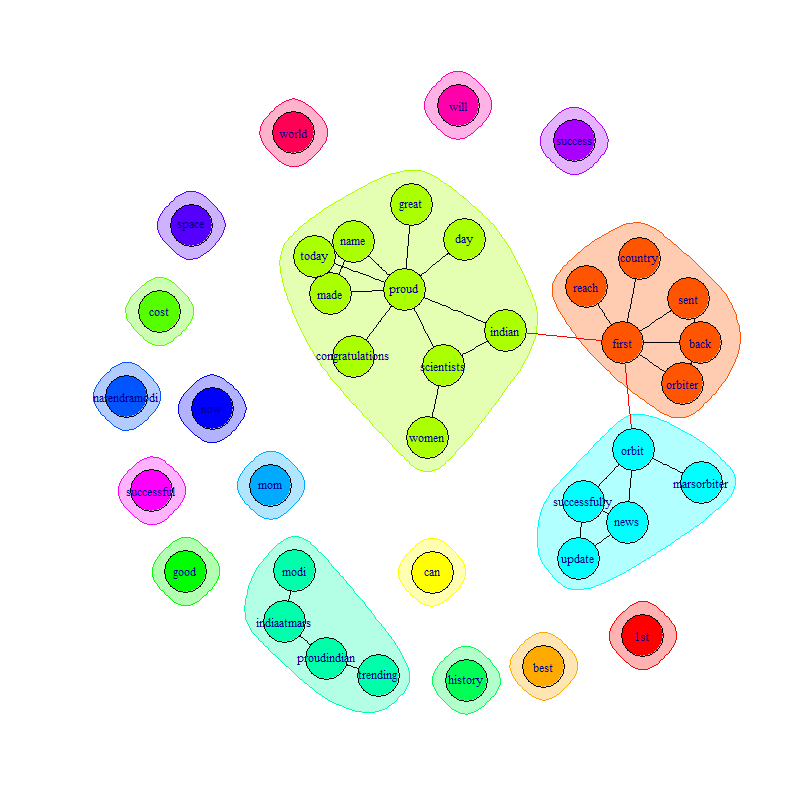 will
world
success
great
space
day
name
today
country
reach
proud
made
sent
cost
indian
first
back
congratulations
scientists
orbiter
narendramodi
now
women
orbit
mom
marsorbiter
successful
successfully
news
update
good
modi
can
indiaatmars
1st
proudindian
best
trending
history